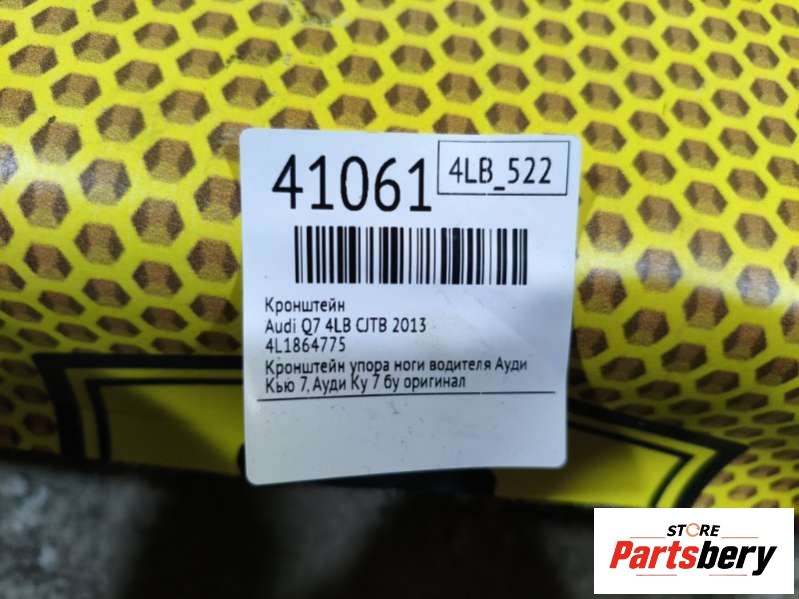 41061
4LB_522
Кронштейн
Audi Q7 4LB CJTB 2013
4L1864775
Кронштейн упора ноги водителя Ауди
Кью 7, Ауди Ку 7 бу оригинал
STORE
Partsbery